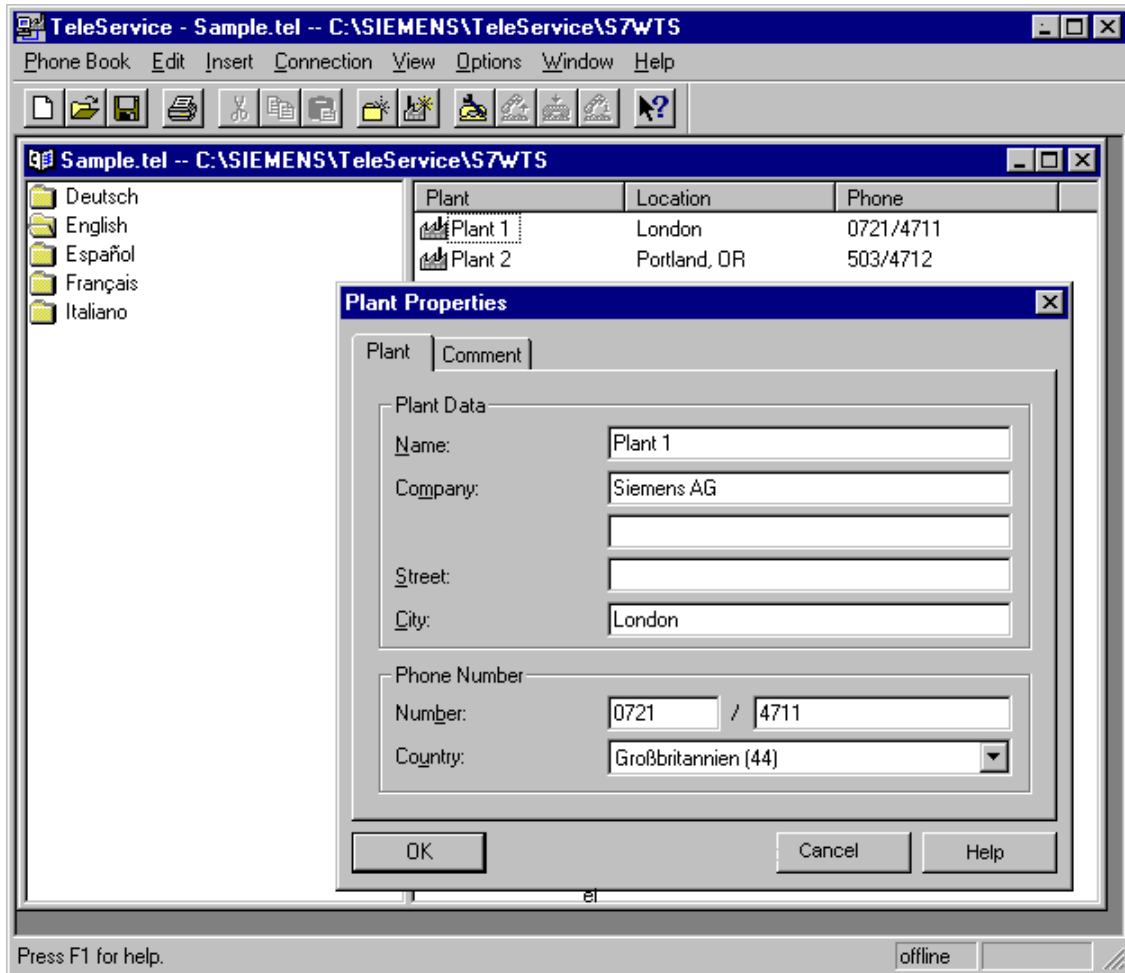 TeleService - Sample.tel -- C:\SIEMENS\TeleService\S7WTS
Phone Book Edit Insert Connection View Options Window Help
Sample.tel -- C:\SIEMENS\TeleService\S7WTS
Deutsch
English
Español
Français
Italiano
Plant Location Phone
Plant 1 London 0721/4711
Plant 2 Portland, OR 503/4712
Plant Properties
Plant Comment
Plant Data
Name: Plant 1
Company: Siemens AG
Street:
City: London
Phone Number
Number: 0721 / 4711
Country: Großbritannien (44)
OK Cancel Help
el
Press F1 for help. offline